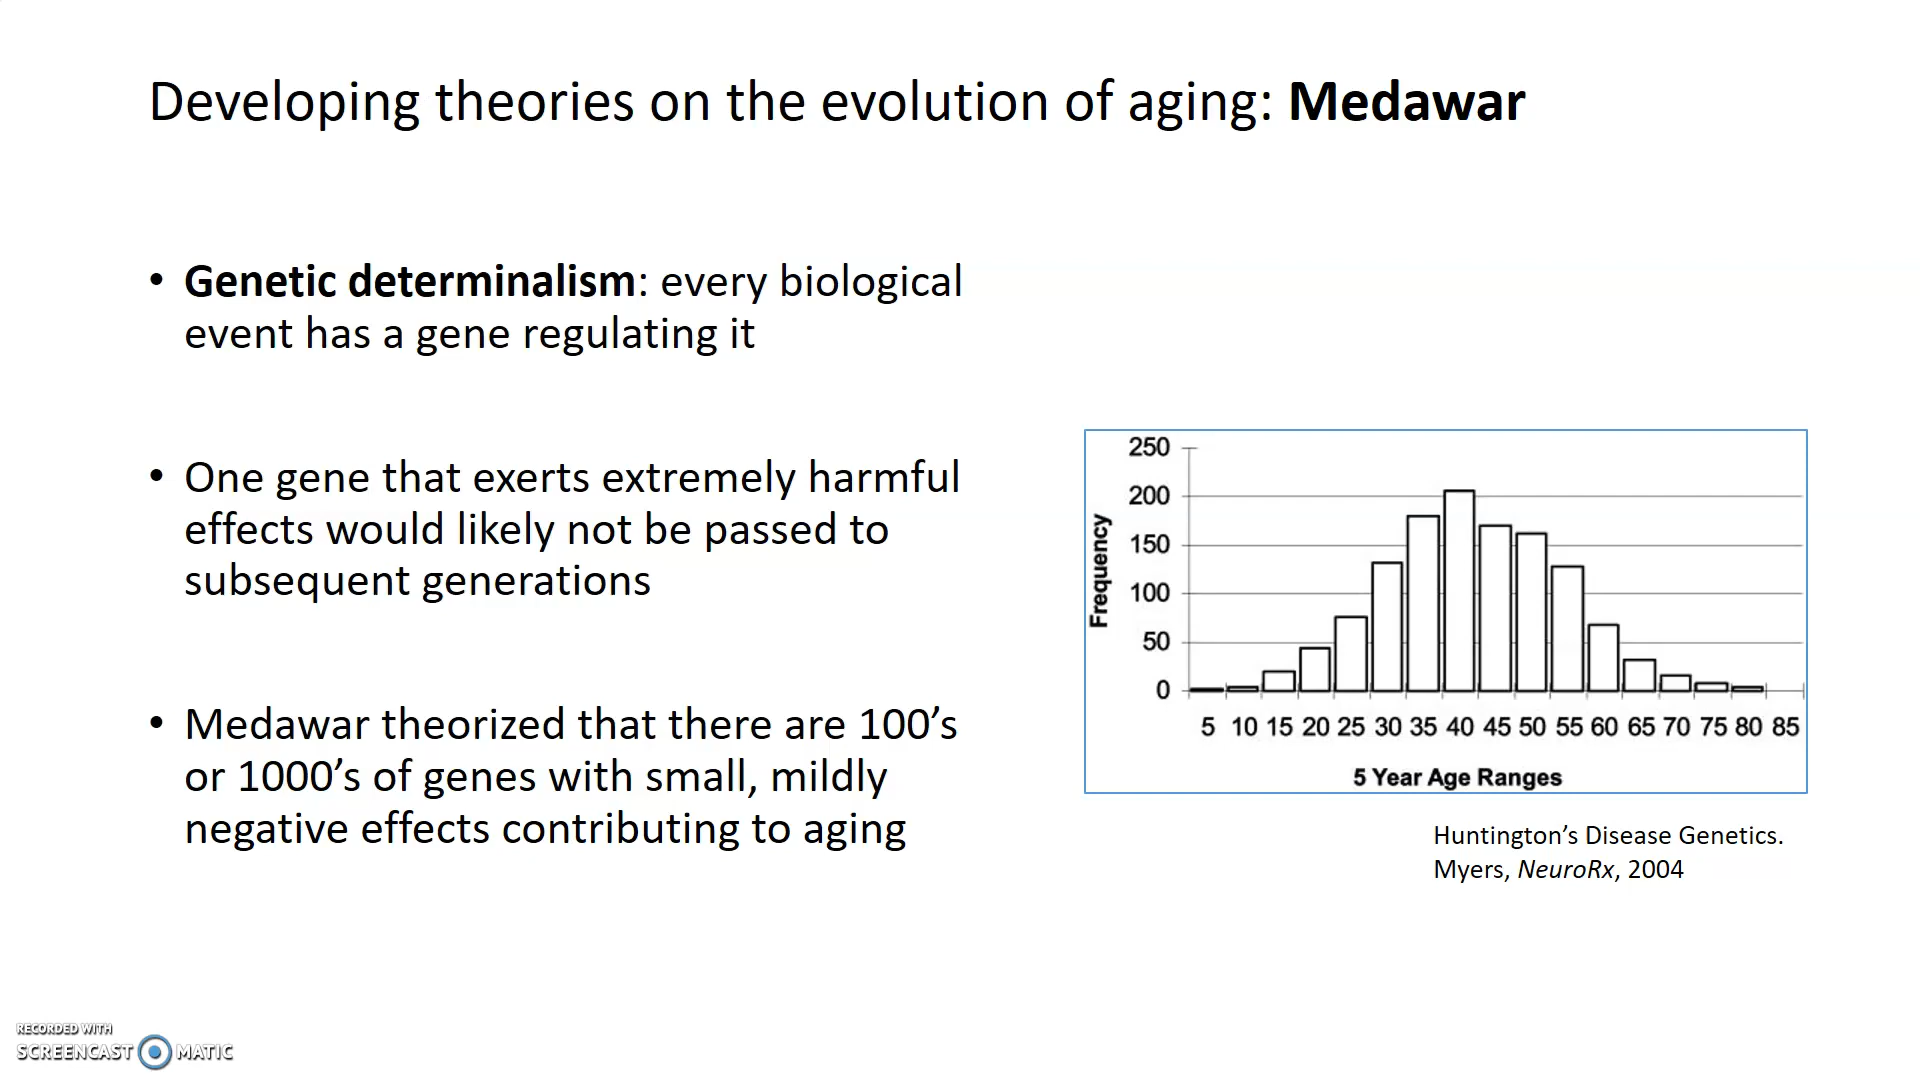 Developing theories on the evolution of aging: Medawar
• Genetic determinalism: every biological
event has a gene regulating it
• One gene that exerts extremely harmful
effects would likely not be passed to
subsequent generations
• Medawar theorized that there are 100’s
or 1000’s of genes with small, mildly
negative effects contributing to aging
250
200
150
100
50
0
Frequency
5 10 15 20 25 30 35 40 45 50 55 60 65 70 75 80 85
5 Year Age Ranges
Huntington’s Disease Genetics.
Myers, NeuroRx, 2004
RECORDED WITH
SCREENCAST MATIC